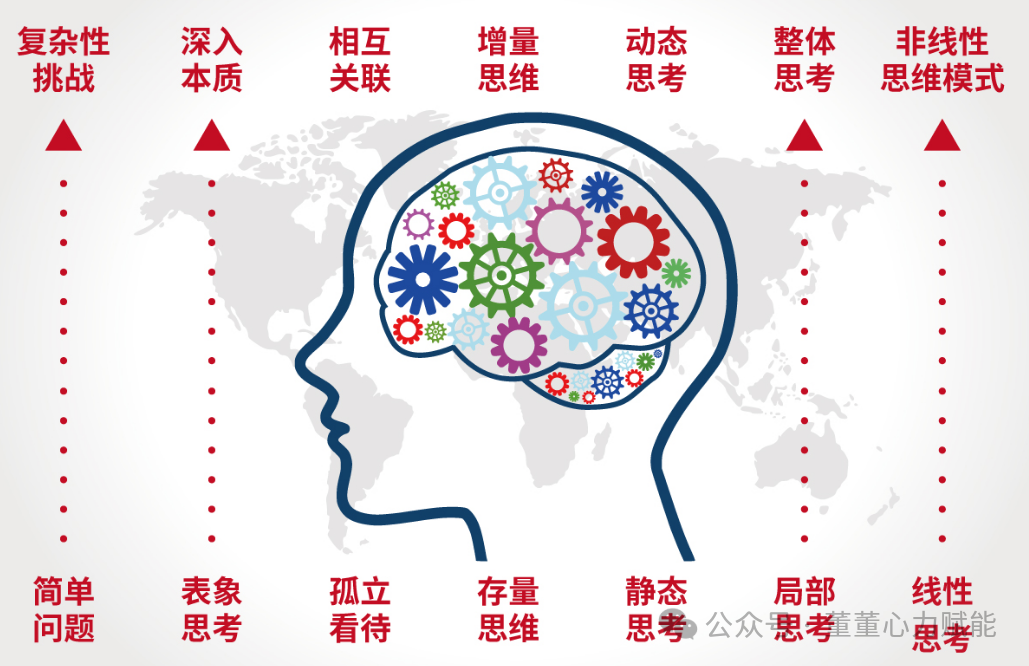 复杂性
挑战
深入
本质
相互
关联
增量
思维
动态
思考
整体
思考
非线性
思维模式
简单
问题
表象
思考
孤立
看待
存量
思维
静态
思考
局部
思考
线性
思考
公众号 · 董董心力赋能